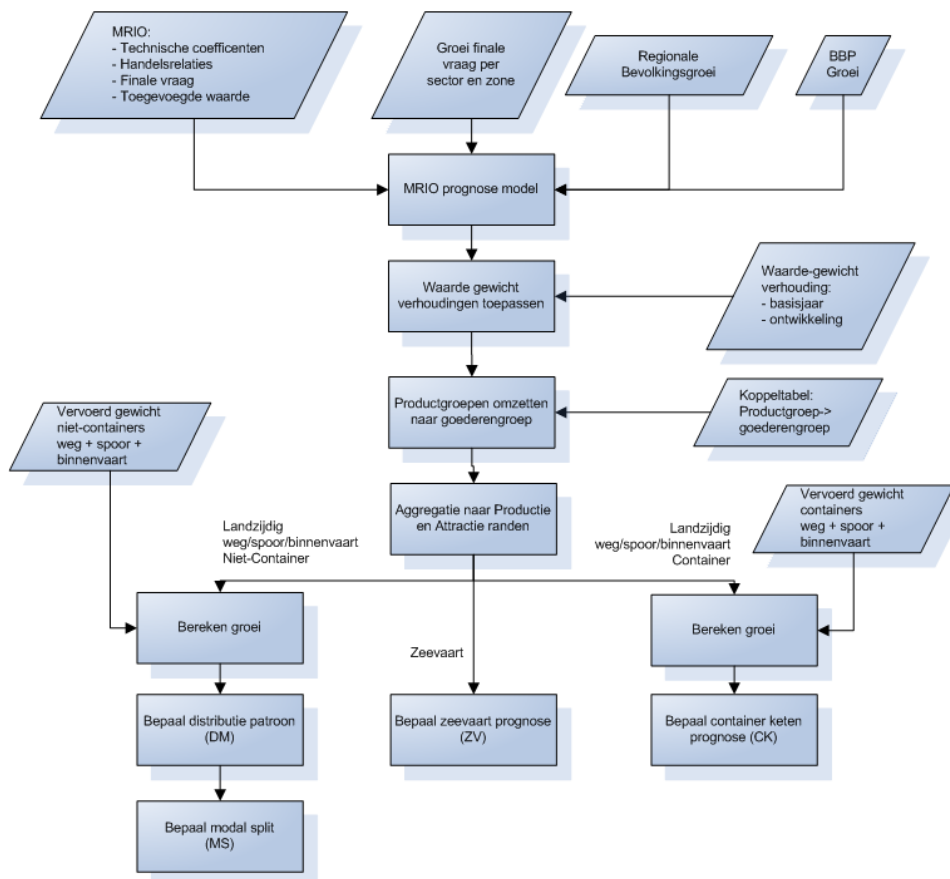 MRIO:
- Technische coefficenten
- Handelsrelaties
- Finale vraag
- Toegevoegde waarde
Groei finale
vraag per
sector en zone
Regionale
Bevolkingsgroei
BBP
Groei
MRIO prognose model
Waarde gewicht
verhoudingen toepassen
Waarde-gewicht
verhouding:
- basisjaar
- ontwikkeling
Productgroepen omzetten
naar goederengroep
Koppeltabel:
Productgroep->
goederengroep
Vervoerd gewicht
niet-containers
weg + spoor +
binnenvaart
Aggregatie naar Productie
en Attractie randen
Vervoerd gewicht
containers
weg + spoor +
binnenvaart
Landzijdig
weg/spoor/binnenvaart
Niet-Container
Landzijdig
weg/spoor/binnenvaart
Container
Bereken groei
Zeevaart
Bereken groei
Bepaal distributie patroon
(DM)
Bepaal zeevaart prognose
(ZV)
Bepaal container keten
prognose (CK)
Bepaal modal split
(MS)